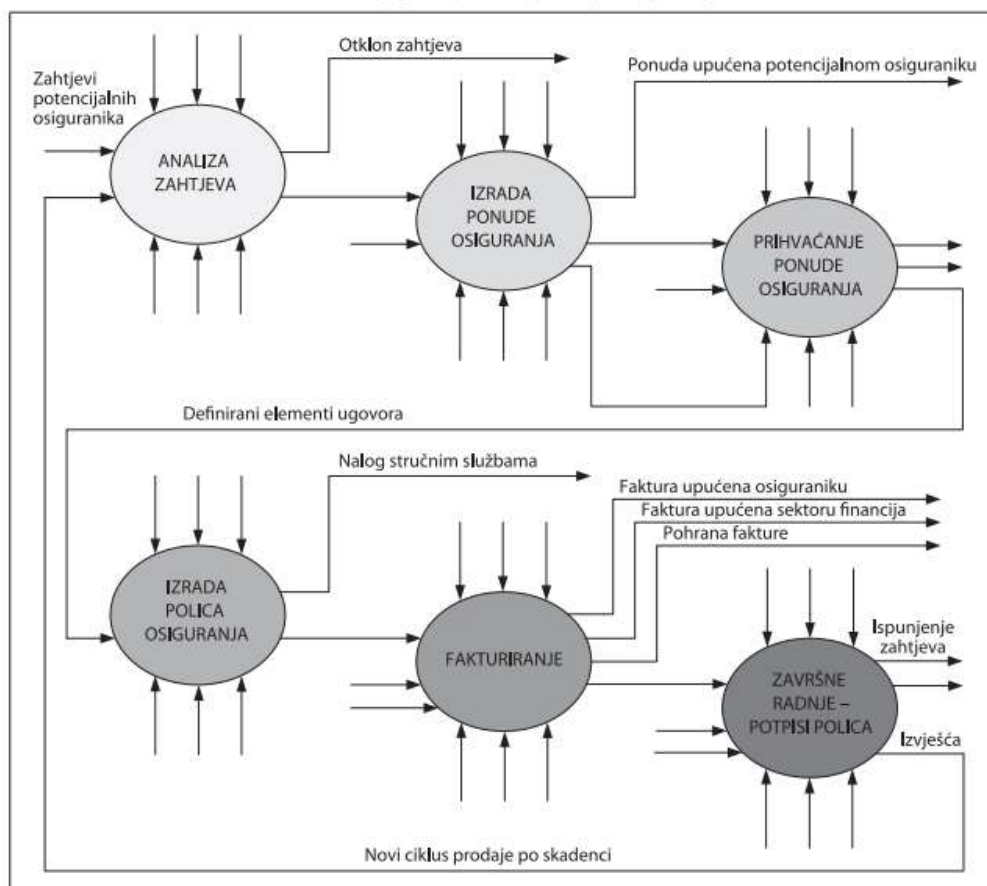 Otklon zahtjeva
Ponuda upućena potencijalnom osiguraniku
Zahtjevi
potencijalnih
osiguranika
ANALIZA
ZAHTJEVA
IZRADA
PONUDE
OSIGURANJA
PRIHVAĆANJE
PONUDE
OSIGURANJA
Definirani elementi ugovora
Nalog stručnim službama
Faktura upućena osiguraniku
Faktura upućena sektoru financija
Pohrana fakture
IZRADA
POLICA
OSIGURANJA
FAKTURIRANJE
ZAVRŠNE
RADNJE –
POTPISI POLICA
Ispunjenje
zahtjeva
Izvješća
Novi ciklus prodaje po skadenci